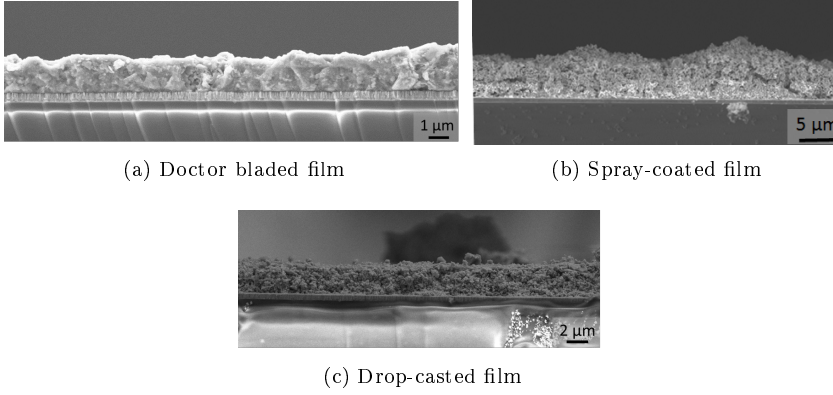 1 µm
5 µm
(a) Doctor bladed film
(b) Spray-coated film
2 µm
(c) Drop-casted film